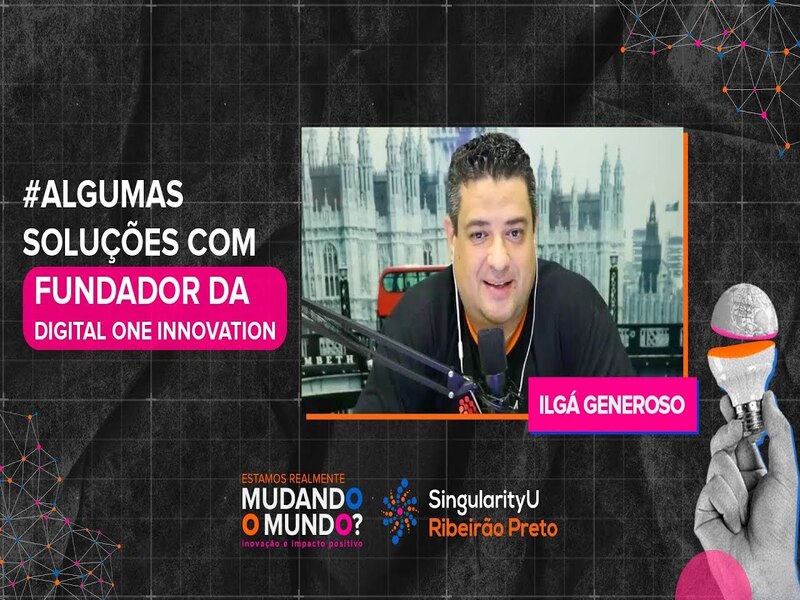 #ALGUMAS
SOLUÇÕES COM
FUNDADOR DA
DIGITAL ONE INNOVATION
MBETH
ILGÁ GENEROSO
ESTAMOS REALMENTE
MUDANDO
O MUNDO?
inovação e impacto positivo
SingularityU
Ribeirão Preto